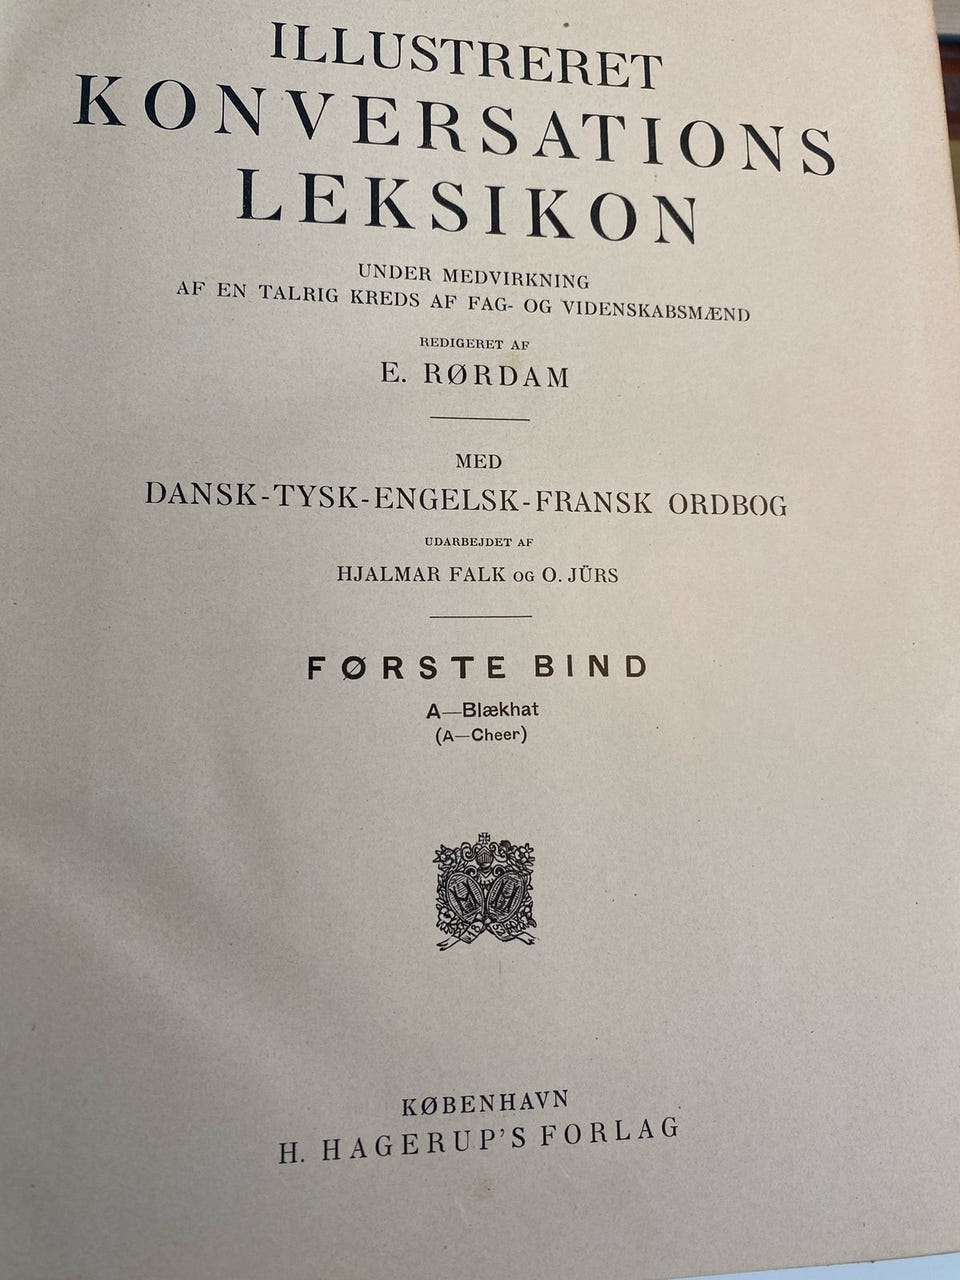 ILLUSTRERET
KONVERSATIONS
LEKSIKON
UNDER MEDVIRKNING
AF EN TALRIG KREDS AF FAG- OG VIDENSKABSMÆND
REDIGERET AF
E. RØRDAM
MED
DANSK-TYSK-ENGELSK-FRANSK ORDBOG
UDARBEJDET AF
HJALMAR FALK OG O. JÜRS
FØRSTE BIND
A—Blækhat
(A—Cheer)
H H
KØBENHAVN
H. HAGERUP'S FORLAG